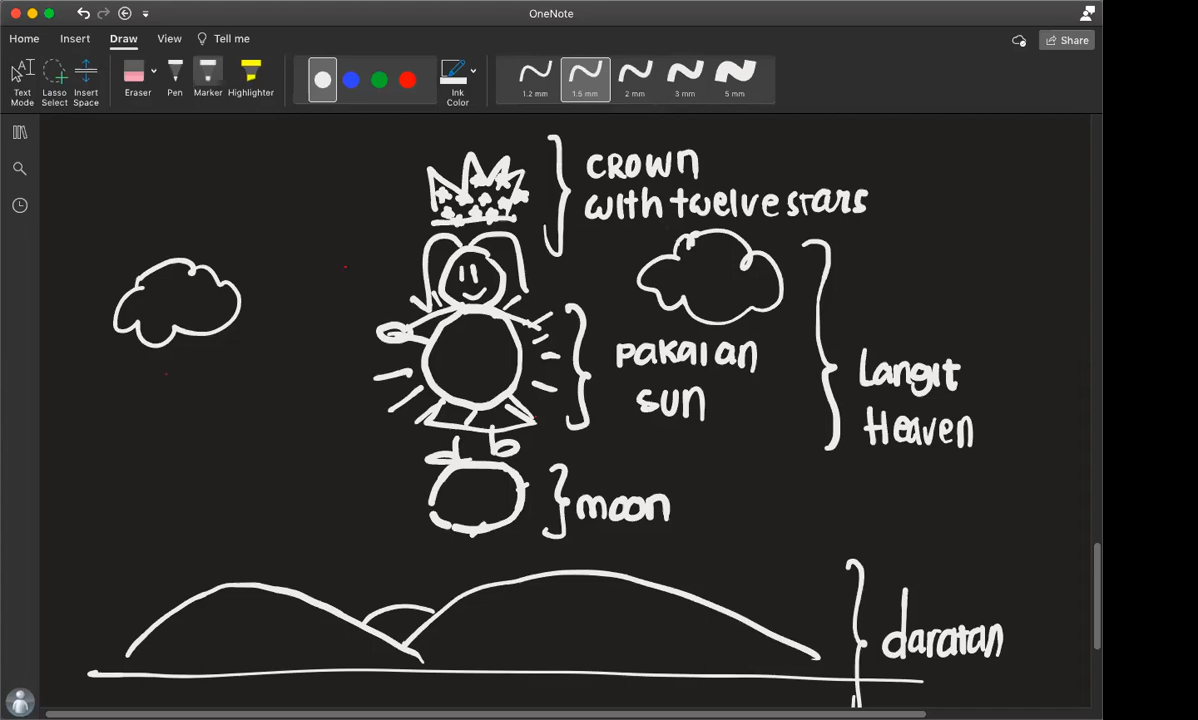 OneNote
Home
Insert
Draw
View
Tell me
Share
Text
Mode
Lasso
Select
Insert
Space
Eraser
Pen
Marker
Highlighter
Ink
Color
1.2 mm
1.5 mm
2 mm
3 mm
5 mm
crown
with twelve stars
pakaian
sun
Langit
Heaven
moon
daratan